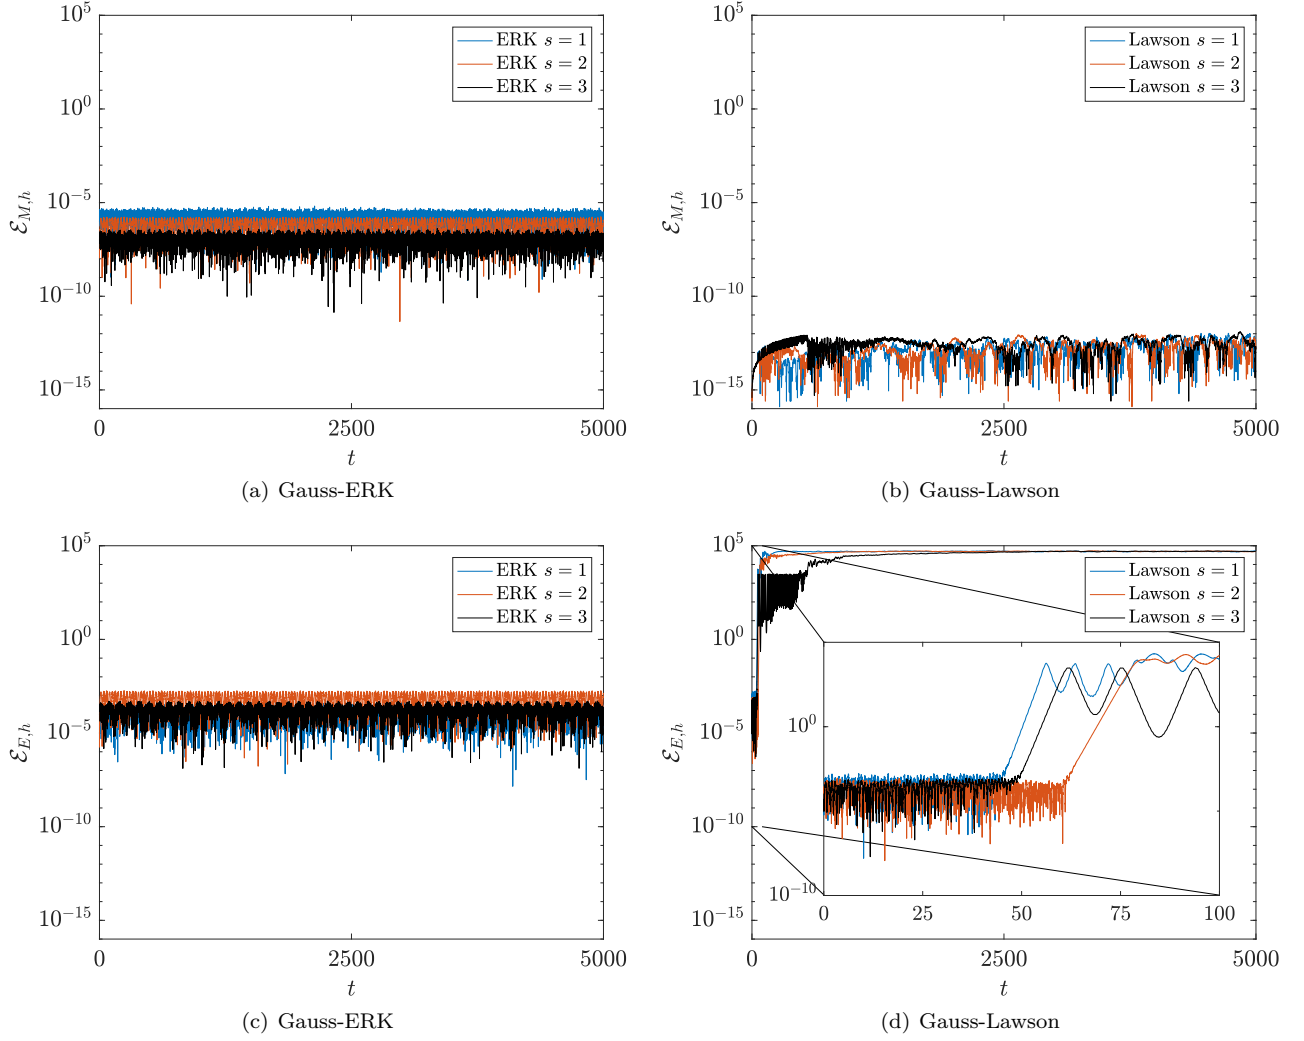 10^5
10^0
10^{-5}
10^{-10}
10^{-15}
\mathcal{E}_{M,h}
ERK s = 1
ERK s = 2
ERK s = 3
0 2500 5000
t
(a) Gauss-ERK
10^5
10^0
10^{-5}
10^{-10}
10^{-15}
\mathcal{E}_{M,h}
Lawson s = 1
Lawson s = 2
Lawson s = 3
0 2500 5000
t
(b) Gauss-Lawson
10^5
10^0
10^{-5}
10^{-10}
10^{-15}
\mathcal{E}_{E,h}
ERK s = 1
ERK s = 2
ERK s = 3
0 2500 5000
t
(c) Gauss-ERK
10^5
10^0
10^{-5}
10^{-10}
10^{-15}
\mathcal{E}_{E,h}
Lawson s = 1
Lawson s = 2
Lawson s = 3
10^0
10^{-10}
0 25 50 75 100
0 2500 5000
t
(d) Gauss-Lawson